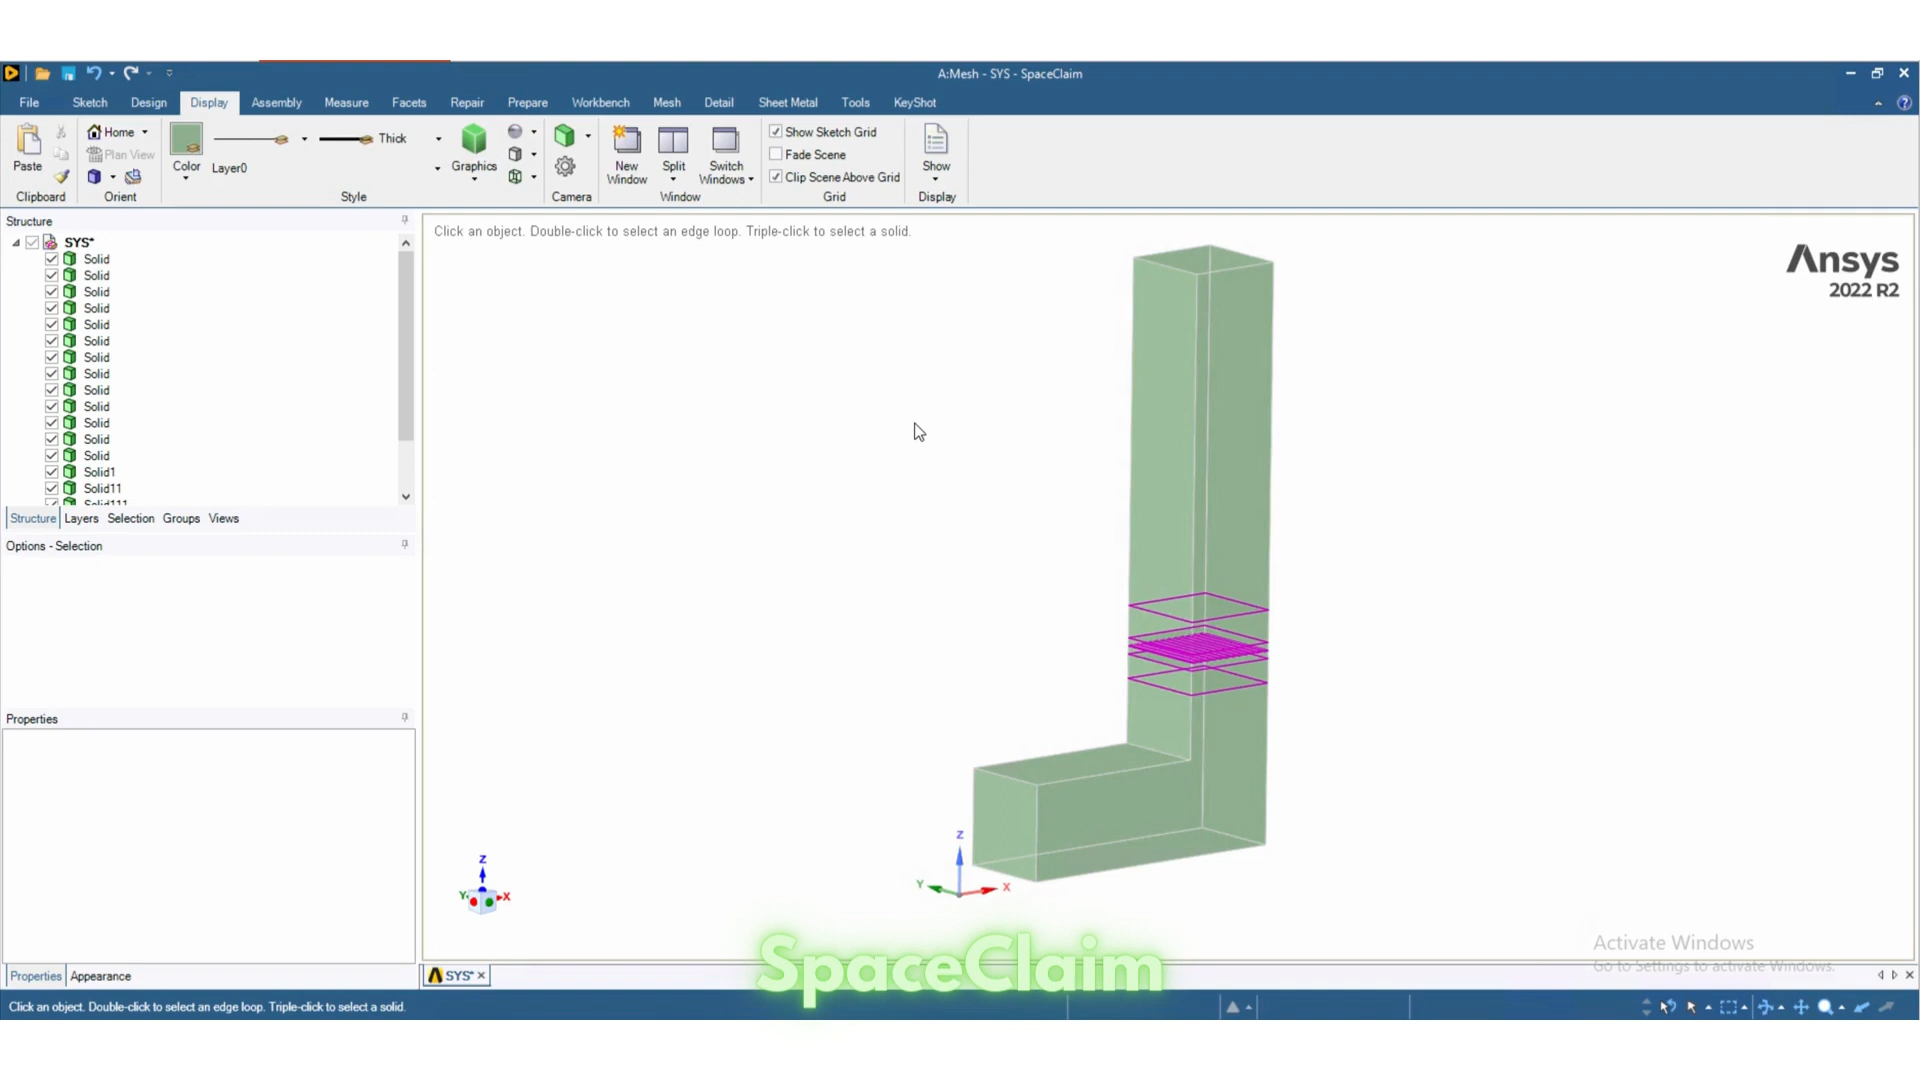 A:Mesh - SYS - SpaceClaim
File Sketch Design Display Assembly Measure Facets Repair Prepare Workbench Mesh Detail Sheet Metal Tools KeyShot
Paste
Clipboard
Home
Plan View
Orient
Color
Layer0
Thick
Style
Graphics
Camera
New Window
Split
Switch Windows
Window
Show Sketch Grid
Fade Scene
Clip Scene Above Grid
Grid
Show
Display
Structure
SYS*
Solid
Solid
Solid
Solid
Solid
Solid
Solid
Solid
Solid
Solid
Solid
Solid
Solid
Solid1
Solid11
Solid111
Structure Layers Selection Groups Views
Options - Selection
Properties
Properties Appearance
Click an object. Double-click to select an edge loop. Triple-click to select a solid.
Ansys
2022 R2
Z
Y
X
Z
Y
X
SpaceClaim
Activate Windows
Go to Settings to activate Windows.
SYS*
Click an object. Double-click to select an edge loop. Triple-click to select a solid.